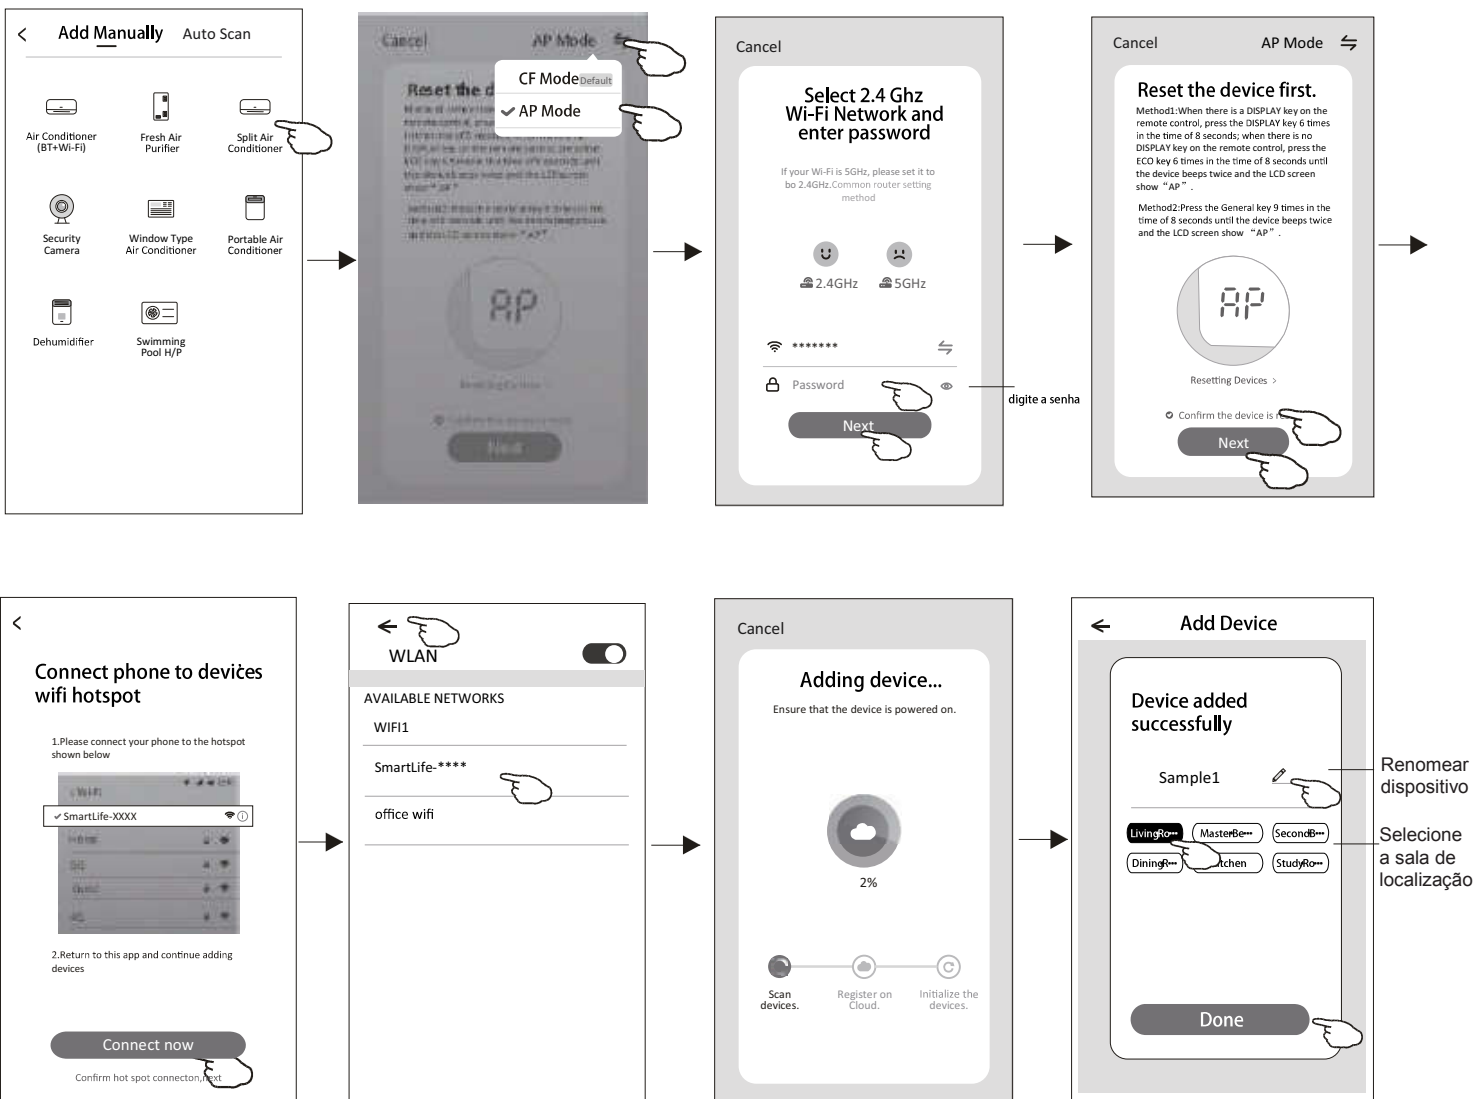 Add Manually Auto Scan
Air Conditioner
(BT+Wi-Fi)
Fresh Air
Purifier
Split Air
Conditioner
Security
Camera
Window Type
Air Conditioner
Portable Air
Conditioner
Dehumidifier
Swimming
Pool H/P
Cancel AP Mode
CF Mode Default
AP Mode
Reset the d
Next
Cancel
Select 2.4 Ghz
Wi-Fi Network and
enter password
If your Wi-Fi is 5GHz, please set it to
bo 2.4GHz.Common router setting
method
2.4GHz 5GHz
*******
Password
digite a senha
Next
Cancel AP Mode
Reset the device first.
Method1:When there is a DISPLAY key on the
remote control, press the DISPLAY key 6 times
in the time of 8 seconds; when there is no
DISPLAY key on the remote control, press the
ECO key 6 times in the time of 8 seconds until
the device beeps twice and the LCD screen
show “AP”.
Method2:Press the General key 9 times in the
time of 8 seconds until the device beeps twice
and the LCD screen show “AP”.
AP
Resetting Devices >
Confirm the device is re
Next
Connect phone to devices
wifi hotspot
1.Please connect your phone to the hotspot
shown below
SmartLife-XXXX
2.Return to this app and continue adding
devices
Connect now
Confirm hot spot connecton,next
WLAN
AVAILABLE NETWORKS
WIFI1
SmartLife-****
office wifi
Cancel
Adding device...
Ensure that the device is powered on.
2%
Scan
devices.
Register on
Cloud.
Initialize the
devices.
Add Device
Device added
successfully
Sample1
Renomear
dispositivo
LivingRo··· MasterBe··· SecondB···
DiningR··· tchen StudyRo···
Selecione
a sala de
localização
Done